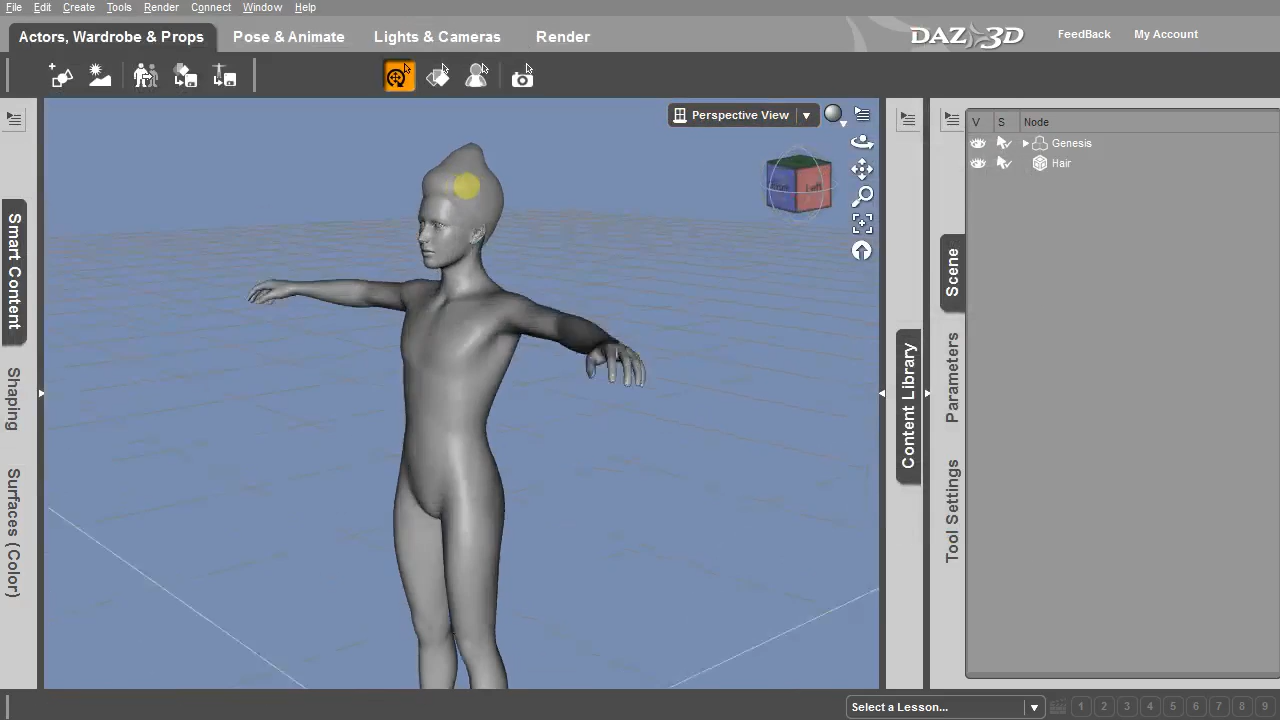 File Edit Create Tools Render Connect Window Help
Actors, Wardrobe & Props Pose & Animate Lights & Cameras Render
DAZ 3D FeedBack My Account
Perspective View
Left
V S Node
Genesis
Hair
Smart Content
Shaping
Surfaces (Color)
Content Library
Scene
Parameters
Tool Settings
Select a Lesson... 1 2 3 4 5 6 7 8 9